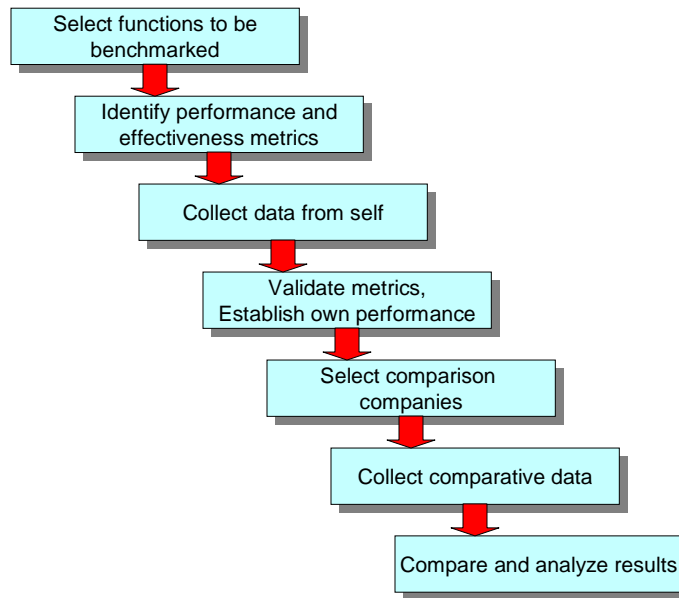 Select functions to be
benchmarked
Identify performance and
effectiveness metrics
Collect data from self
Validate metrics,
Establish own performance
Select comparison
companies
Collect comparative data
Compare and analyze results